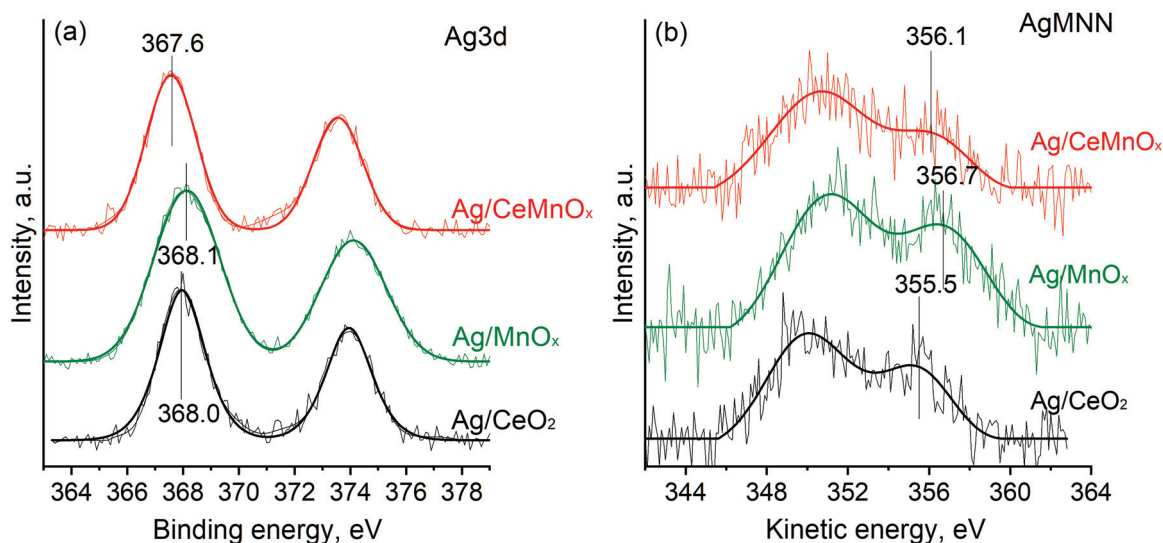 (a)
Ag3d
367.6
Ag/CeMnOₓ
368.1
Ag/MnOₓ
368.0
Ag/CeO₂
Intensity, a.u.
364 366 368 370 372 374 376 378
Binding energy, eV
(b)
AgMNN
356.1
Ag/CeMnOₓ
356.7
Ag/MnOₓ
355.5
Ag/CeO₂
Intensity, a.u.
344 348 352 356 360 364
Kinetic energy, eV